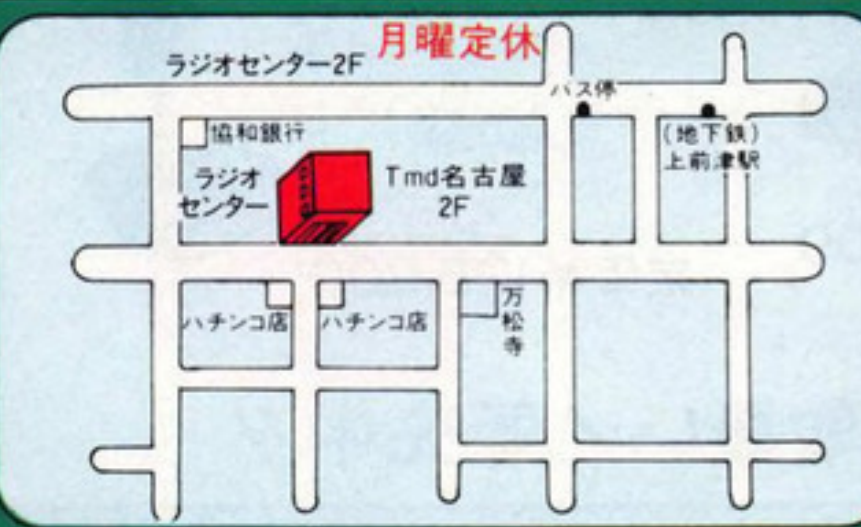 月曜定休
ラジオセンター2F
バス停
協和銀行
(地下鉄)
上前津駅
ラジオ
センター
Tmd名古屋
2F
ハチンコ店
ハチンコ店
万松寺